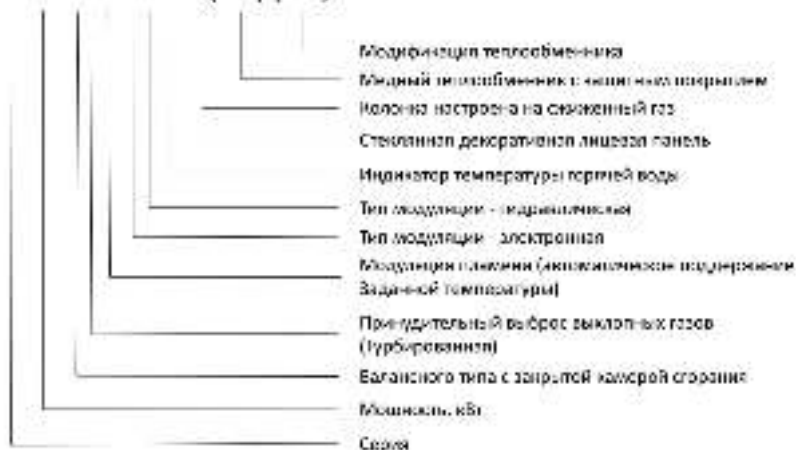 Модификация теплообменника
Медный теплообменник с защитным покрытием
Колонка настроена на сжиженный газ
Стеклянная декоративная лицевая панель
Индикатор температуры горячей воды
Тип модуляции - гидравлическая
Тип модуляции - электронная
Модуляция пламени (автоматическое поддержание
Заданной температуры)
Принудительный выброс выхлопных газов
(Турбированная)
Балансного типа с закрытой камерой сгорания
Мощность, кВт
Серия